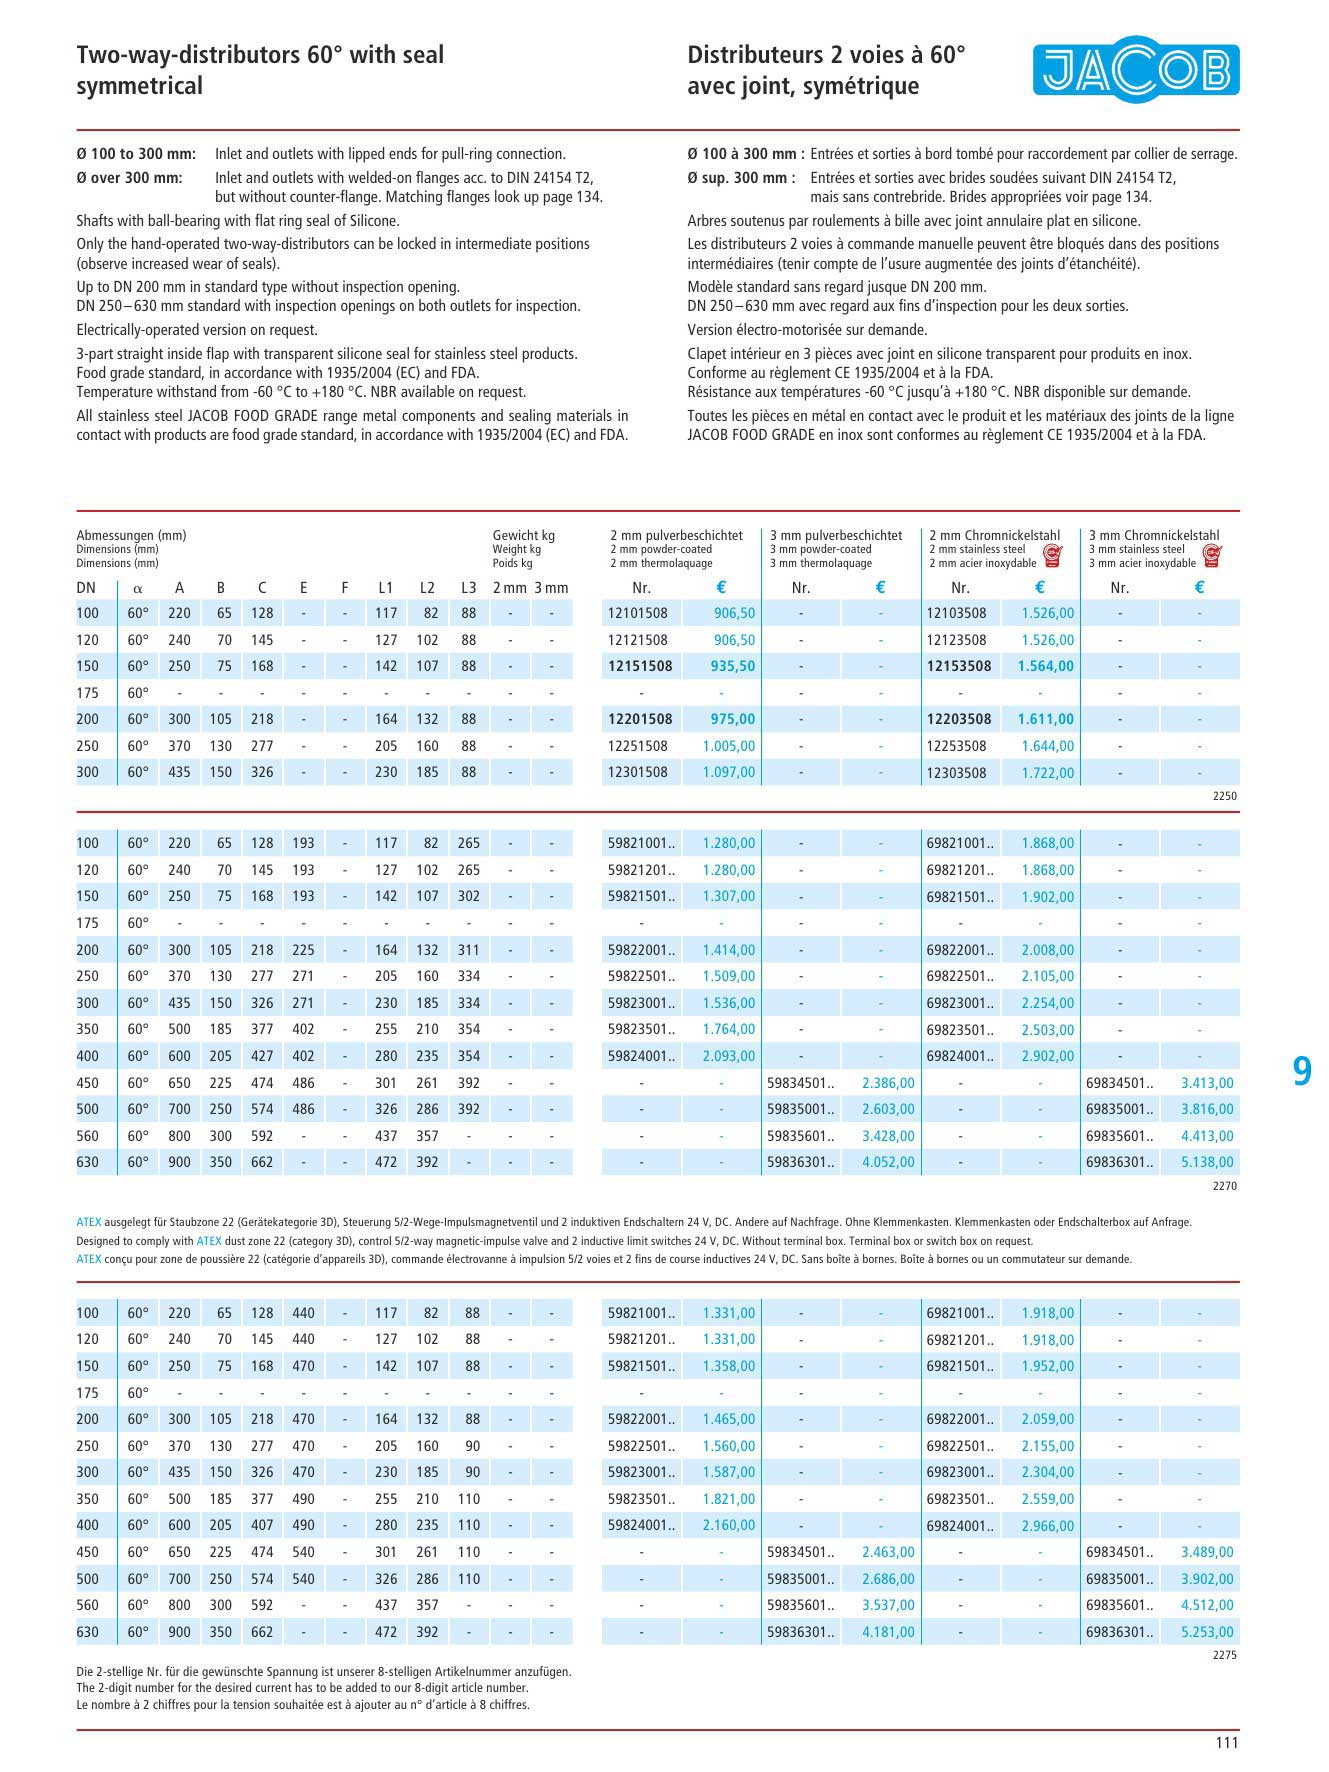 Two-way-distributors 60° with seal
symmetrical
Distributeurs 2 voies à 60°
avec joint, symétrique
JACOB
Ø 100 to 300 mm: Inlet and outlets with lipped ends for pull-ring connection.
Ø over 300 mm: Inlet and outlets with welded-on flanges acc. to DIN 24154 T2,
but without counter-flange. Matching flanges look up page 134.
Shafts with ball-bearing with flat ring seal of Silicone.
Only the hand-operated two-way-distributors can be locked in intermediate positions
(observe increased wear of seals).
Up to DN 200 mm in standard type without inspection opening.
DN 250–630 mm standard with inspection openings on both outlets for inspection.
Electrically-operated version on request.
3-part straight inside flap with transparent silicone seal for stainless steel products.
Food grade standard, in accordance with 1935/2004 (EC) and FDA.
Temperature withstand from -60 °C to +180 °C. NBR available on request.
All stainless steel JACOB FOOD GRADE range metal components and sealing materials in
contact with products are food grade standard, in accordance with 1935/2004 (EC) and FDA.
Ø 100 à 300 mm : Entrées et sorties à bord tombé pour raccordement par collier de serrage.
Ø sup. 300 mm : Entrées et sorties avec brides soudées suivant DIN 24154 T2,
mais sans contrebride. Brides appropriées voir page 134.
Arbres soutenus par roulements à bille avec joint annulaire plat en silicone.
Les distributeurs 2 voies à commande manuelle peuvent être bloqués dans des positions
intermédiaires (tenir compte de l'usure augmentée des joints d'étanchéité).
Modèle standard sans regard jusque DN 200 mm.
DN 250–630 mm avec regard aux fins d'inspection pour les deux sorties.
Version électro-motorisée sur demande.
Clapet intérieur en 3 pièces avec joint en silicone transparent pour produits en inox.
Conforme au règlement CE 1935/2004 et à la FDA.
Résistance aux températures -60 °C jusqu'à +180 °C. NBR disponible sur demande.
Toutes les pièces en métal en contact avec le produit et les matériaux des joints de la ligne
JACOB FOOD GRADE en inox sont conformes au règlement CE 1935/2004 et à la FDA.
Abmessungen (mm) Gewicht kg 2 mm pulverbeschichtet 3 mm pulverbeschichtet 2 mm Chromnickelstahl 3 mm Chromnickelstahl
Dimensions (mm) Weight kg 2 mm powder-coated 3 mm powder-coated 2 mm stainless steel 3 mm stainless steel
Dimensions (mm) Poids kg 2 mm thermolaquage 3 mm thermolaquage 2 mm acier inoxydable 3 mm acier inoxydable
DN α A B C E F L1 L2 L3 2 mm 3 mm Nr. € Nr. € Nr. € Nr. €
100 60° 220 65 128 - - 117 82 88 - - 12101508 906,50 - - 12103508 1.526,00 - -
120 60° 240 70 145 - - 127 102 88 - - 12121508 906,50 - - 12123508 1.526,00 - -
150 60° 250 75 168 - - 142 107 88 - - 12151508 935,50 - - 12153508 1.564,00 - -
175 60° - - - - - - - - - - - - - - - - - -
200 60° 300 105 218 - - 164 132 88 - - 12201508 975,00 - - 12203508 1.611,00 - -
250 60° 370 130 277 - - 205 160 88 - - 12251508 1.005,00 - - 12253508 1.644,00 - -
300 60° 435 150 326 - - 230 185 88 - - 12301508 1.097,00 - - 12303508 1.722,00 - -
2250
100 60° 220 65 128 193 - 117 82 265 - - 59821001.. 1.280,00 - - 69821001.. 1.868,00 - -
120 60° 240 70 145 193 - 127 102 265 - - 59821201.. 1.280,00 - - 69821201.. 1.868,00 - -
150 60° 250 75 168 193 - 142 107 302 - - 59821501.. 1.307,00 - - 69821501.. 1.902,00 - -
175 60° - - - - - - - - - - - - - - - - - -
200 60° 300 105 218 225 - 164 132 311 - - 59822001.. 1.414,00 - - 69822001.. 2.008,00 - -
250 60° 370 130 277 271 - 205 160 334 - - 59822501.. 1.509,00 - - 69822501.. 2.105,00 - -
300 60° 435 150 326 271 - 230 185 334 - - 59823001.. 1.536,00 - - 69823001.. 2.254,00 - -
350 60° 500 185 377 402 - 255 210 354 - - 59823501.. 1.764,00 - - 69823501.. 2.503,00 - -
400 60° 600 205 427 402 - 280 235 354 - - 59824001.. 2.093,00 - - 69824001.. 2.902,00 - -
450 60° 650 225 474 486 - 301 261 392 - - - - 59834501.. 2.386,00 - - 69834501.. 3.413,00
500 60° 700 250 574 486 - 326 286 392 - - - - 59835001.. 2.603,00 - - 69835001.. 3.816,00
560 60° 800 300 592 - - 437 357 - - - - - 59835601.. 3.428,00 - - 69835601.. 4.413,00
630 60° 900 350 662 - - 472 392 - - - - - 59836301.. 4.052,00 - - 69836301.. 5.138,00
2270
9
ATEX ausgelegt für Staubzone 22 (Gerätekategorie 3D), Steuerung 5/2-Wege-Impulsmagnetventil und 2 induktiven Endschaltern 24 V, DC. Andere auf Nachfrage. Ohne Klemmenkasten. Klemmenkasten oder Endschalterbox auf Anfrage.
Designed to comply with ATEX dust zone 22 (category 3D), control 5/2-way magnetic-impulse valve and 2 inductive limit switches 24 V, DC. Without terminal box. Terminal box or switch box on request.
ATEX conçu pour zone de poussière 22 (catégorie d'appareils 3D), commande électrovanne à impulsion 5/2 voies et 2 fins de course inductives 24 V, DC. Sans boîte à bornes. Boîte à bornes ou un commutateur sur demande.
100 60° 220 65 128 440 - 117 82 88 - - 59821001.. 1.331,00 - - 69821001.. 1.918,00 - -
120 60° 240 70 145 440 - 127 102 88 - - 59821201.. 1.331,00 - - 69821201.. 1.918,00 - -
150 60° 250 75 168 470 - 142 107 88 - - 59821501.. 1.358,00 - - 69821501.. 1.952,00 - -
175 60° - - - - - - - - - - - - - - - - - -
200 60° 300 105 218 470 - 164 132 88 - - 59822001.. 1.465,00 - - 69822001.. 2.059,00 - -
250 60° 370 130 277 470 - 205 160 90 - - 59822501.. 1.560,00 - - 69822501.. 2.155,00 - -
300 60° 435 150 326 470 - 230 185 90 - - 59823001.. 1.587,00 - - 69823001.. 2.304,00 - -
350 60° 500 185 377 490 - 255 210 110 - - 59823501.. 1.821,00 - - 69823501.. 2.559,00 - -
400 60° 600 205 407 490 - 280 235 110 - - 59824001.. 2.160,00 - - 69824001.. 2.966,00 - -
450 60° 650 225 474 540 - 301 261 110 - - - - 59834501.. 2.463,00 - - 69834501.. 3.489,00
500 60° 700 250 574 540 - 326 286 110 - - - - 59835001.. 2.686,00 - - 69835001.. 3.902,00
560 60° 800 300 592 - - 437 357 - - - - - 59835601.. 3.537,00 - - 69835601.. 4.512,00
630 60° 900 350 662 - - 472 392 - - - - - 59836301.. 4.181,00 - - 69836301.. 5.253,00
2275
Die 2-stellige Nr. für die gewünschte Spannung ist unserer 8-stelligen Artikelnummer anzufügen.
The 2-digit number for the desired current has to be added to our 8-digit article number.
Le nombre à 2 chiffres pour la tension souhaitée est à ajouter au n° d'article à 8 chiffres.
111